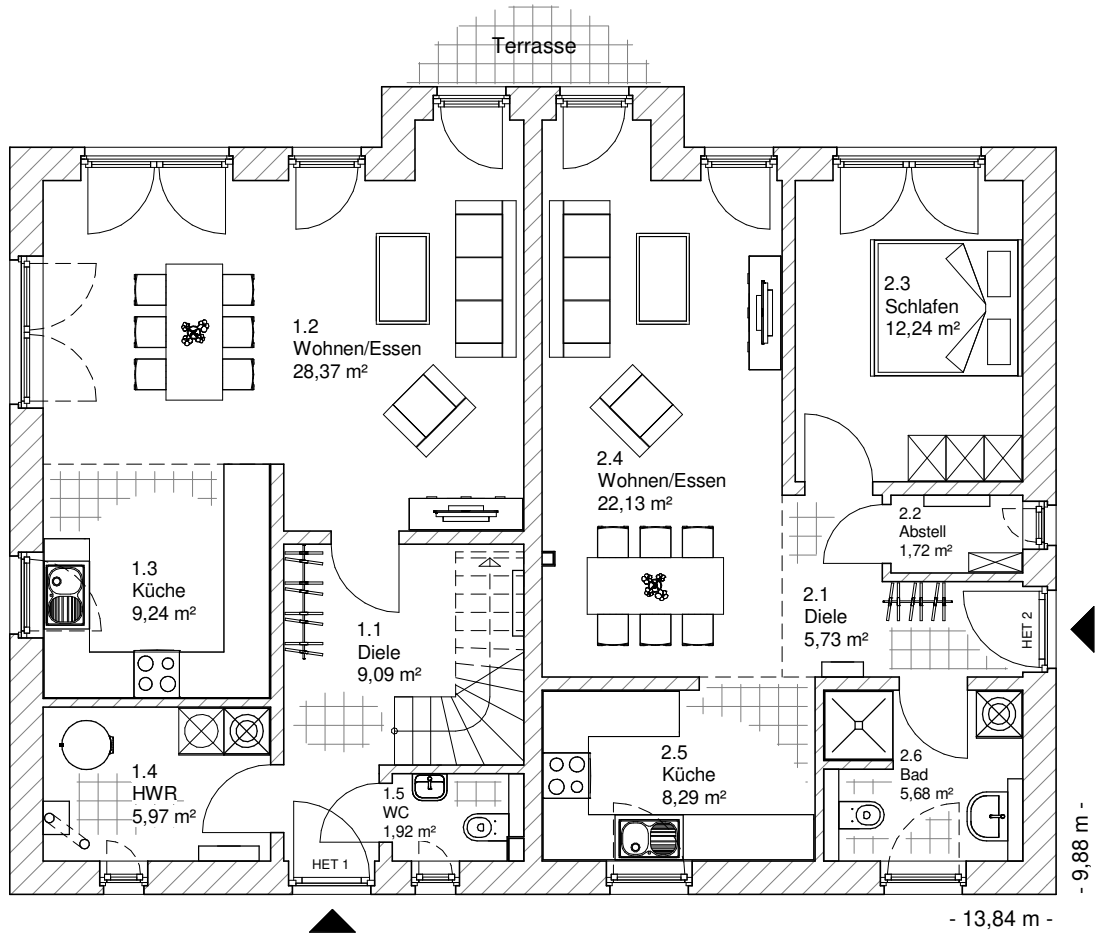 Terrasse
1.2
Wohnen/Essen
28,37 m²
2.3
Schlafen
12,24 m²
2.4
Wohnen/Essen
22,13 m²
2.2
Abstell
1,72 m²
1.3
Küche
9,24 m²
1.1
Diele
9,09 m²
2.1
Diele
5,73 m²
HET 2
1.4
HWR
5,97 m²
1.5
WC
1,92 m²
2.5
Küche
8,29 m²
2.6
Bad
5,68 m²
HET 1
- 9,88 m -
- 13,84 m -